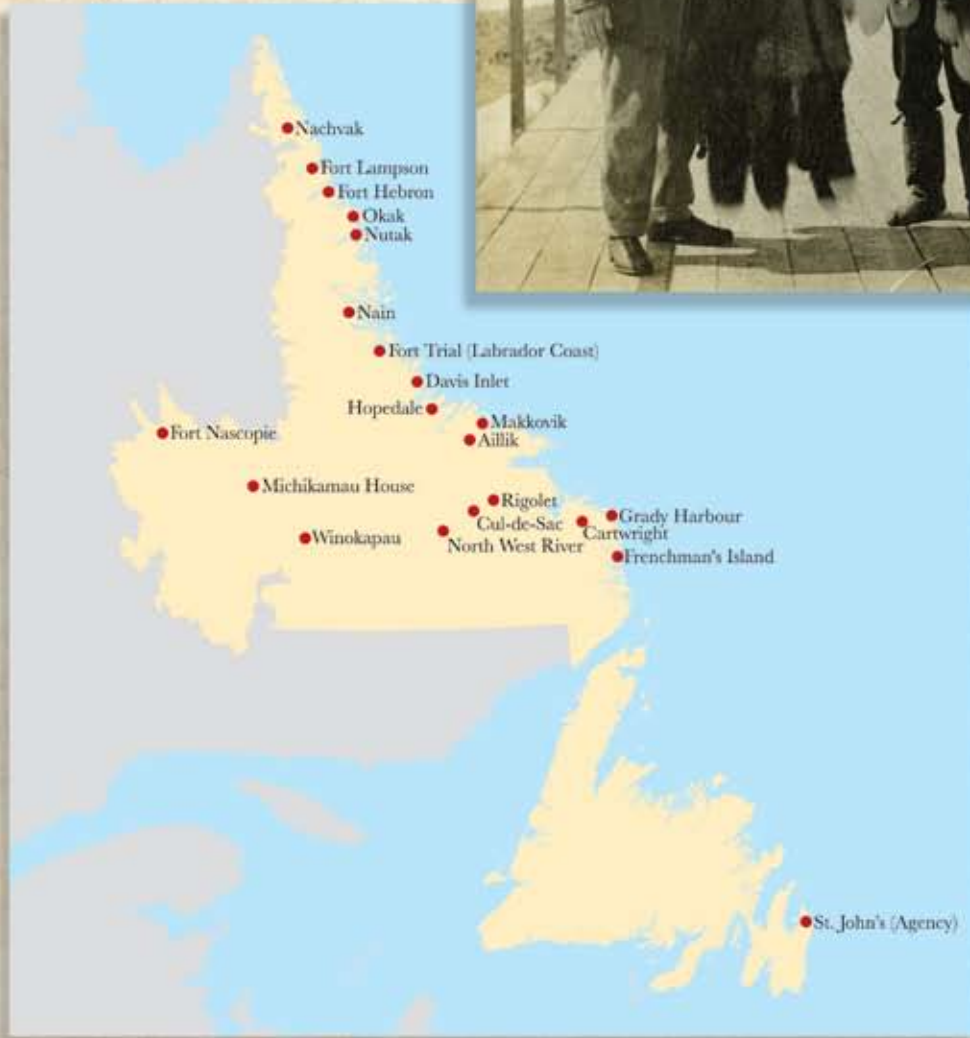 Nachvak
Fort Lampson
Fort Hebron
Okak
Nutak
Nain
Fort Trial (Labrador Coast)
Davis Inlet
Hopedale
Makkovik
Fort Nascopie
Aillik
Michikamau House
Rigolet
Cul-de-Sac
Grady Harbour
Cartwright
Winokapau
North West River
Frenchman's Island
St. John's (Agency)